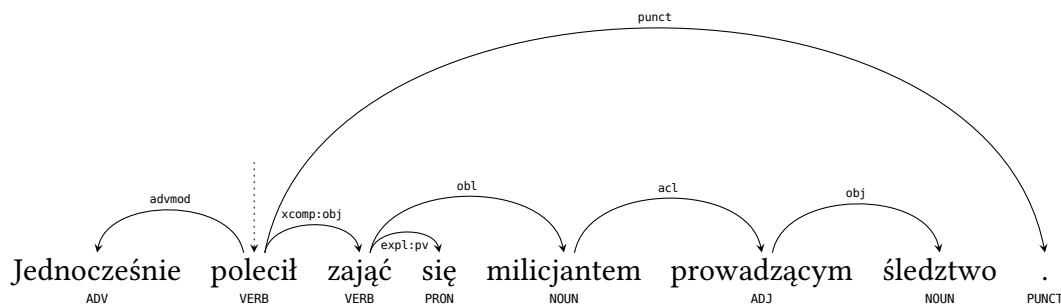 punct
advmod
xcomp:obj
expl:pv
obl
acl
obj
Jednocześnie polecił zająć się milicjantem prowadzącym śledztwo .
ADV VERB VERB PRON NOUN ADJ NOUN PUNCT